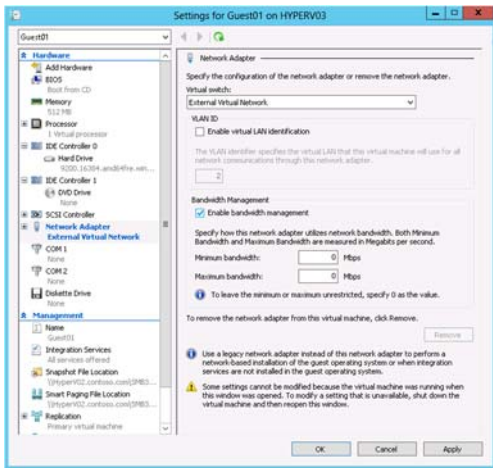 Settings for Guest01 on HYPERV03
Guest01
Hardware
Add Hardware
BIOS
Boot from CD
Memory
512 MB
Processor
1 Virtual processor
IDE Controller 0
Hard Drive
9200.16384.amd64fre.win...
IDE Controller 1
DVD Drive
None
SCSI Controller
Network Adapter
External Virtual Network
COM 1
None
COM 2
None
Diskette Drive
None
Management
Name
Guest01
Integration Services
All services offered
Snapshot File Location
\\HyperV02.contoso.com\SMB3...
Smart Paging File Location
\\HyperV02.contoso.com\SMB3...
Replication
Primary virtual machine
Network Adapter
Specify the configuration of the network adapter or remove the network adapter.
Virtual switch:
External Virtual Network
VLAN ID
Enable virtual LAN identification
The VLAN identifier specifies the virtual LAN that this virtual machine will use for all
network communications through this network adapter.
2
Bandwidth Management
Enable bandwidth management
Specify how this network adapter utilizes network bandwidth. Both Minimum
Bandwidth and Maximum Bandwidth are measured in Megabits per second.
Minimum bandwidth: 0 Mbps
Maximum bandwidth: 0 Mbps
To leave the minimum or maximum unrestricted, specify 0 as the value.
To remove the network adapter from this virtual machine, click Remove.
Remove
Use a legacy network adapter instead of this network adapter to perform a
network-based installation of the guest operating system or when integration
services are not installed in the guest operating system.
Some settings cannot be modified because the virtual machine was running when
this window was opened. To modify a setting that is unavailable, shut down the
virtual machine and then reopen this window.
OK Cancel Apply